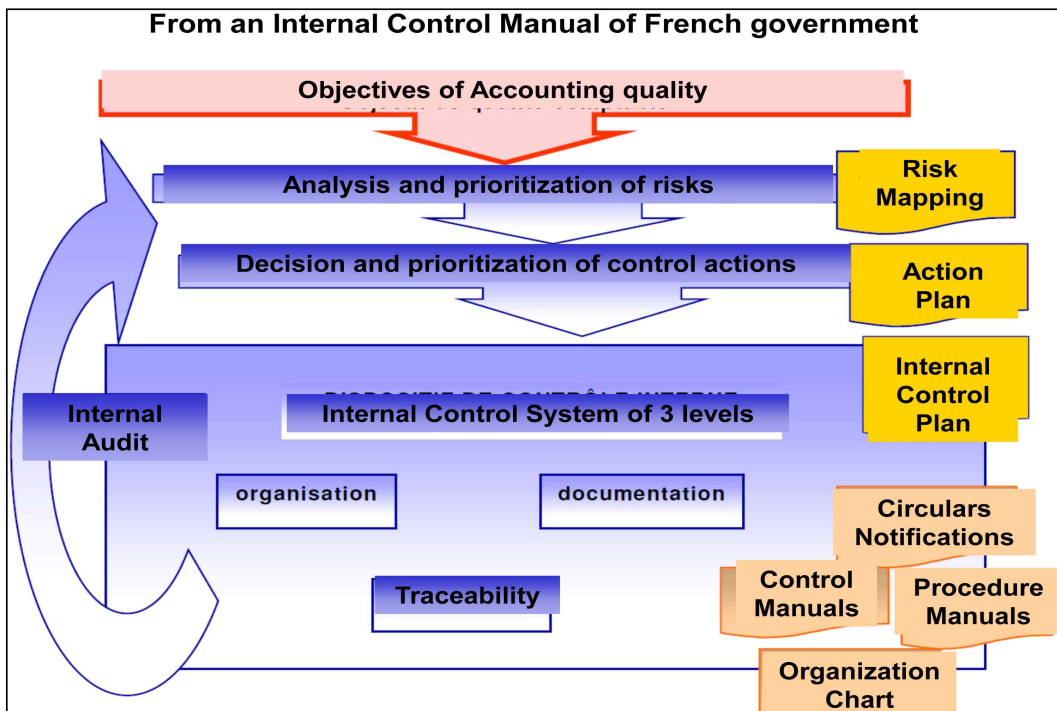 From an Internal Control Manual of French government
Objectives of Accounting quality
Analysis and prioritization of risks
Risk
Mapping
Decision and prioritization of control actions
Action
Plan
Internal
Control
Plan
Internal Control System of 3 levels
Internal
Audit
organisation
documentation
Circulars
Notifications
Traceability
Control
Manuals
Procedure
Manuals
Organization
Chart